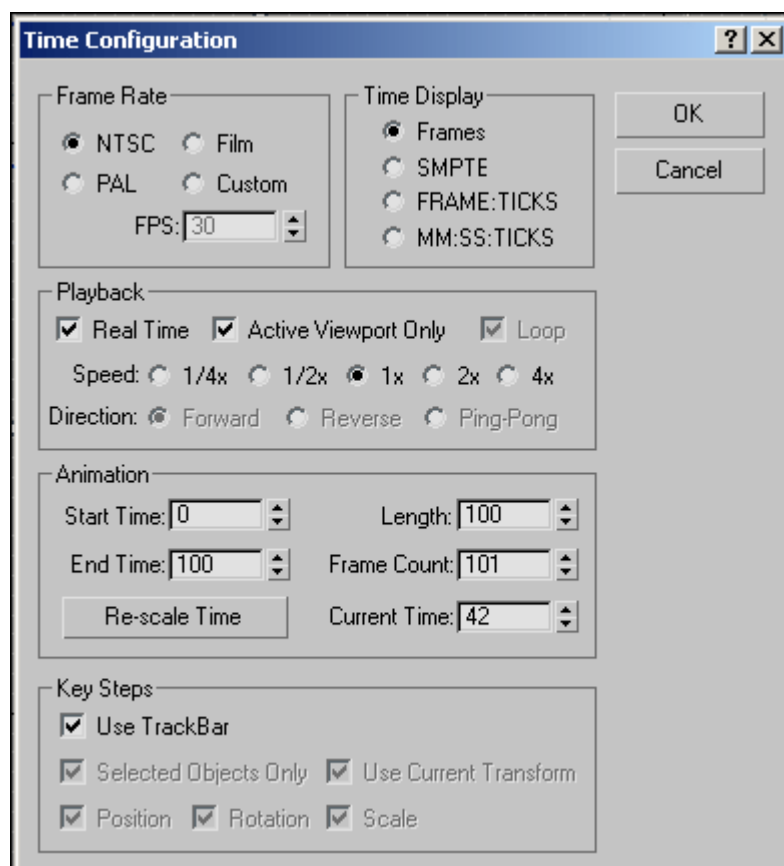 Time Configuration
Frame Rate
NTSC Film
PAL Custom
FPS: 30
Time Display
Frames
SMPTE
FRAME:TICKS
MM:SS:TICKS
OK
Cancel
Playback
Real Time Active Viewport Only Loop
Speed: 1/4x 1/2x 1x 2x 4x
Direction: Forward Reverse Ping-Pong
Animation
Start Time: 0 Length: 100
End Time: 100 Frame Count: 101
Re-scale Time Current Time: 42
Key Steps
Use TrackBar
Selected Objects Only Use Current Transform
Position Rotation Scale